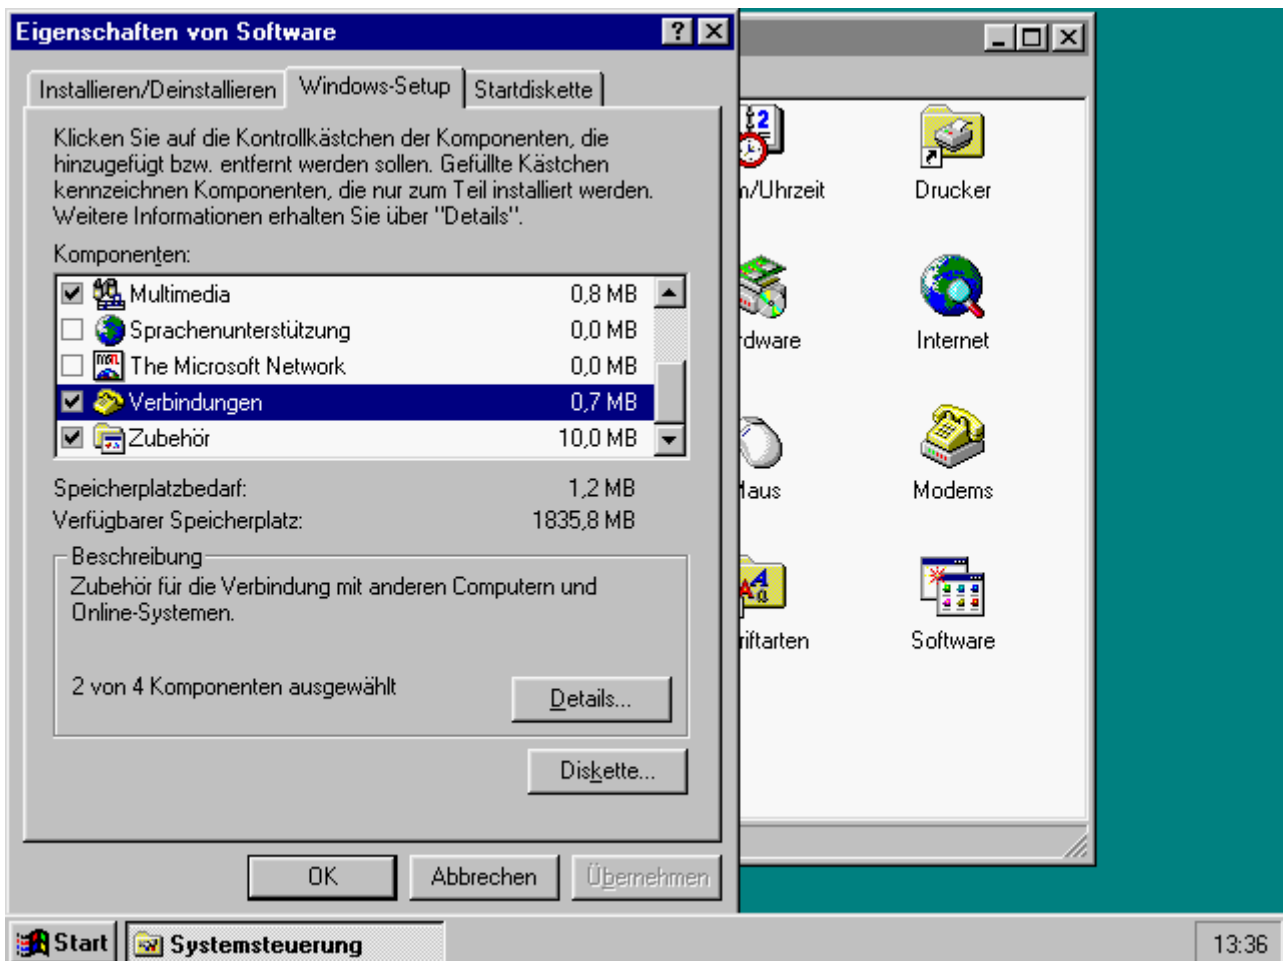 Eigenschaften von Software
Installieren/Deinstallieren
Windows-Setup
Startdiskette
Klicken Sie auf die Kontrollkästchen der Komponenten, die
hinzugefügt bzw. entfernt werden sollen. Gefüllte Kästchen
kennzeichnen Komponenten, die nur zum Teil installiert werden.
Weitere Informationen erhalten Sie über "Details".
Komponenten:
Multimedia 0,8 MB
Sprachenunterstützung 0,0 MB
The Microsoft Network 0,0 MB
Verbindungen 0,7 MB
Zubehör 10,0 MB
Speicherplatzbedarf: 1,2 MB
Verfügbarer Speicherplatz: 1835,8 MB
Beschreibung
Zubehör für die Verbindung mit anderen Computern und
Online-Systemen.
2 von 4 Komponenten ausgewählt
Details...
Diskette...
OK
Abbrechen
Übernehmen
/Uhrzeit
Drucker
dware
Internet
aus
Modems
riftarten
Software
Start
Systemsteuerung
13:36